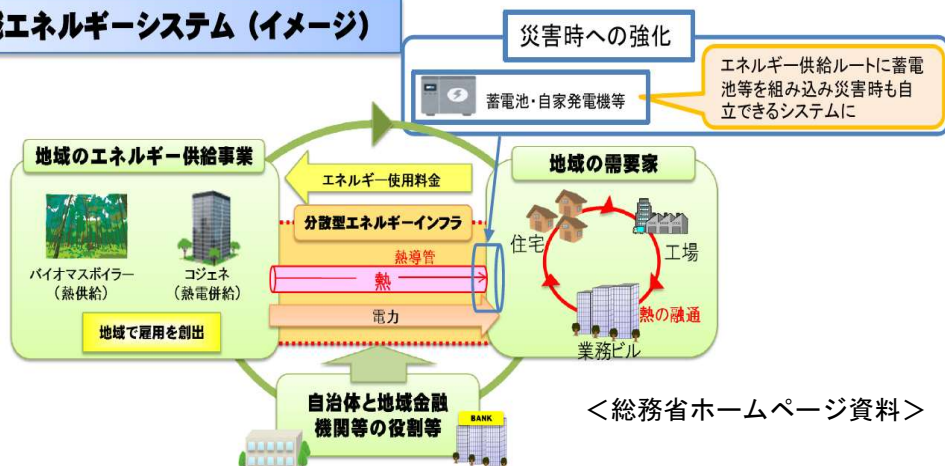 エネルギーシステム（イメージ）
災害時への強化
蓄電池・自家発電機等
エネルギー供給ルートに蓄電
池等を組み込み災害時も自
立できるシステムに
地域のエネルギー供給事業
バイオマスボイラー
（熱供給）
コジェネ
（熱電併給）
地域で雇用を創出
エネルギー使用料金
分散型エネルギーインフラ
熱導管
熱
電力
地域の需要家
住宅
工場
熱の融通
業務ビル
自治体と地域金融
機関等の役割等
BANK
＜総務省ホームページ資料＞